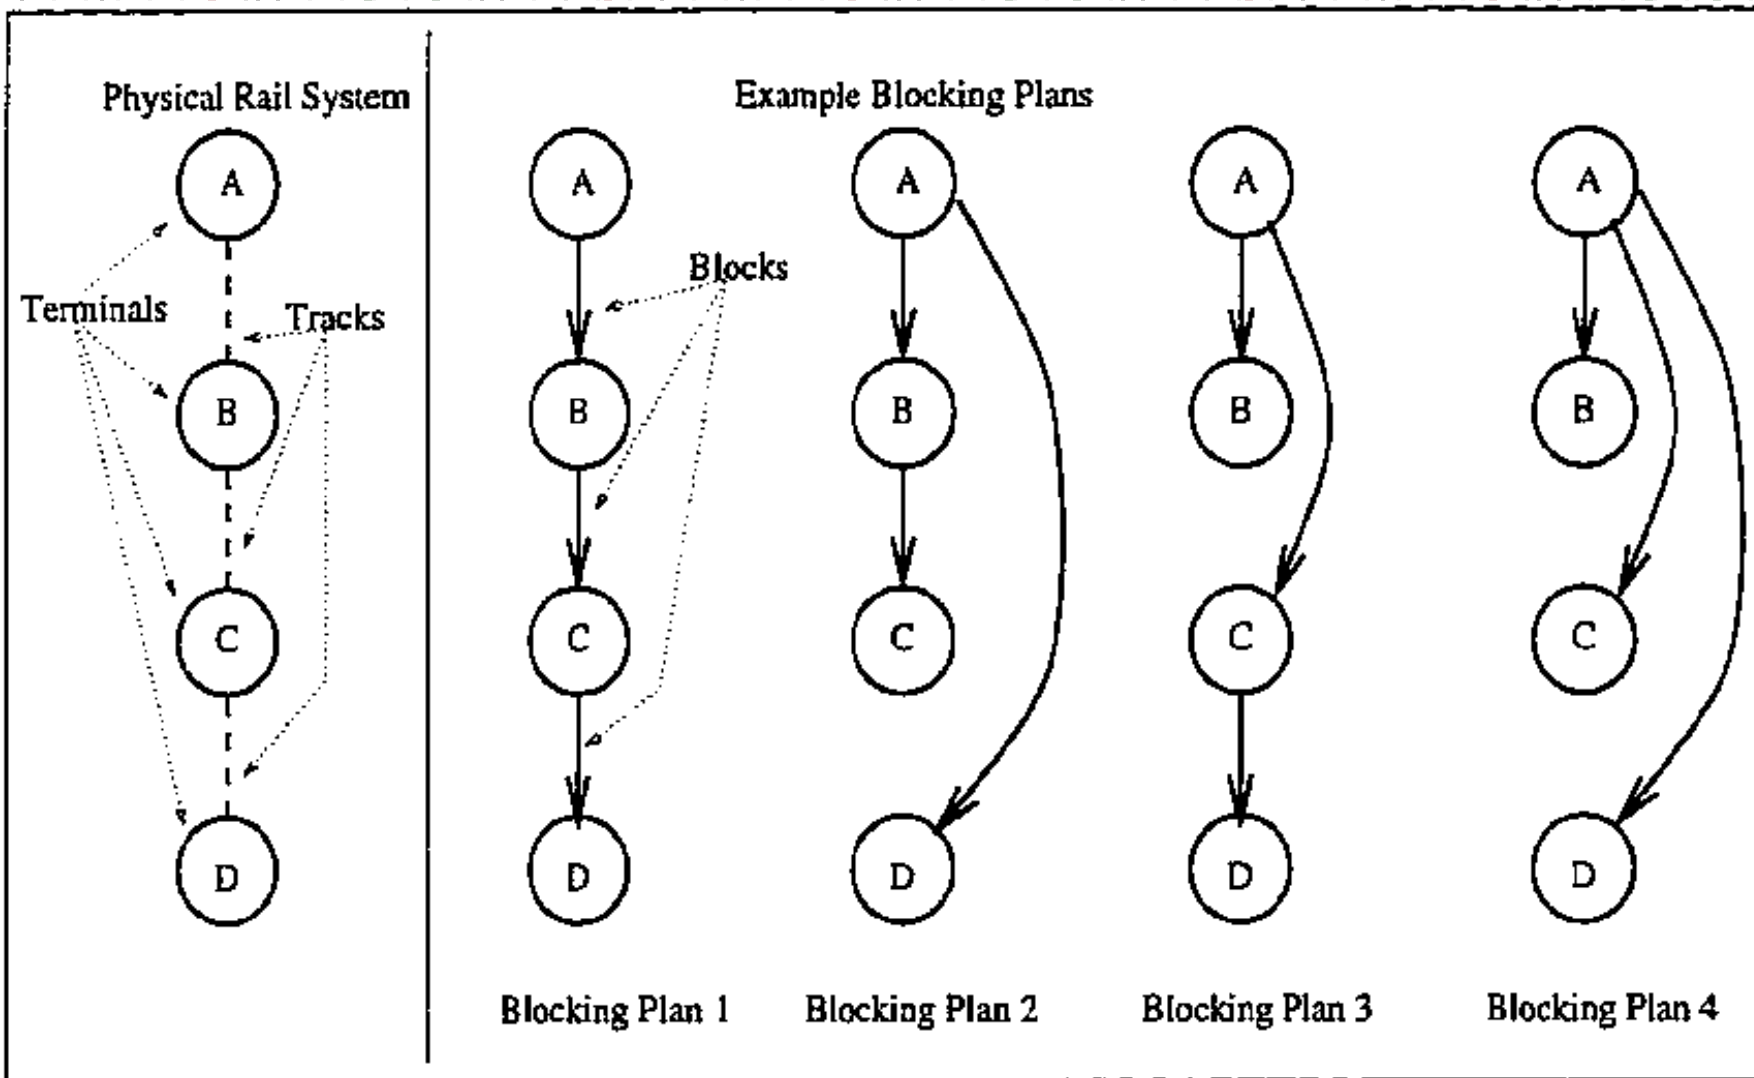 Physical Rail System
Example Blocking Plans
A
A
A
A
A
Blocks
Terminals
Tracks
B
B
B
B
B
C
C
C
C
C
D
D
D
D
D
Blocking Plan 1
Blocking Plan 2
Blocking Plan 3
Blocking Plan 4